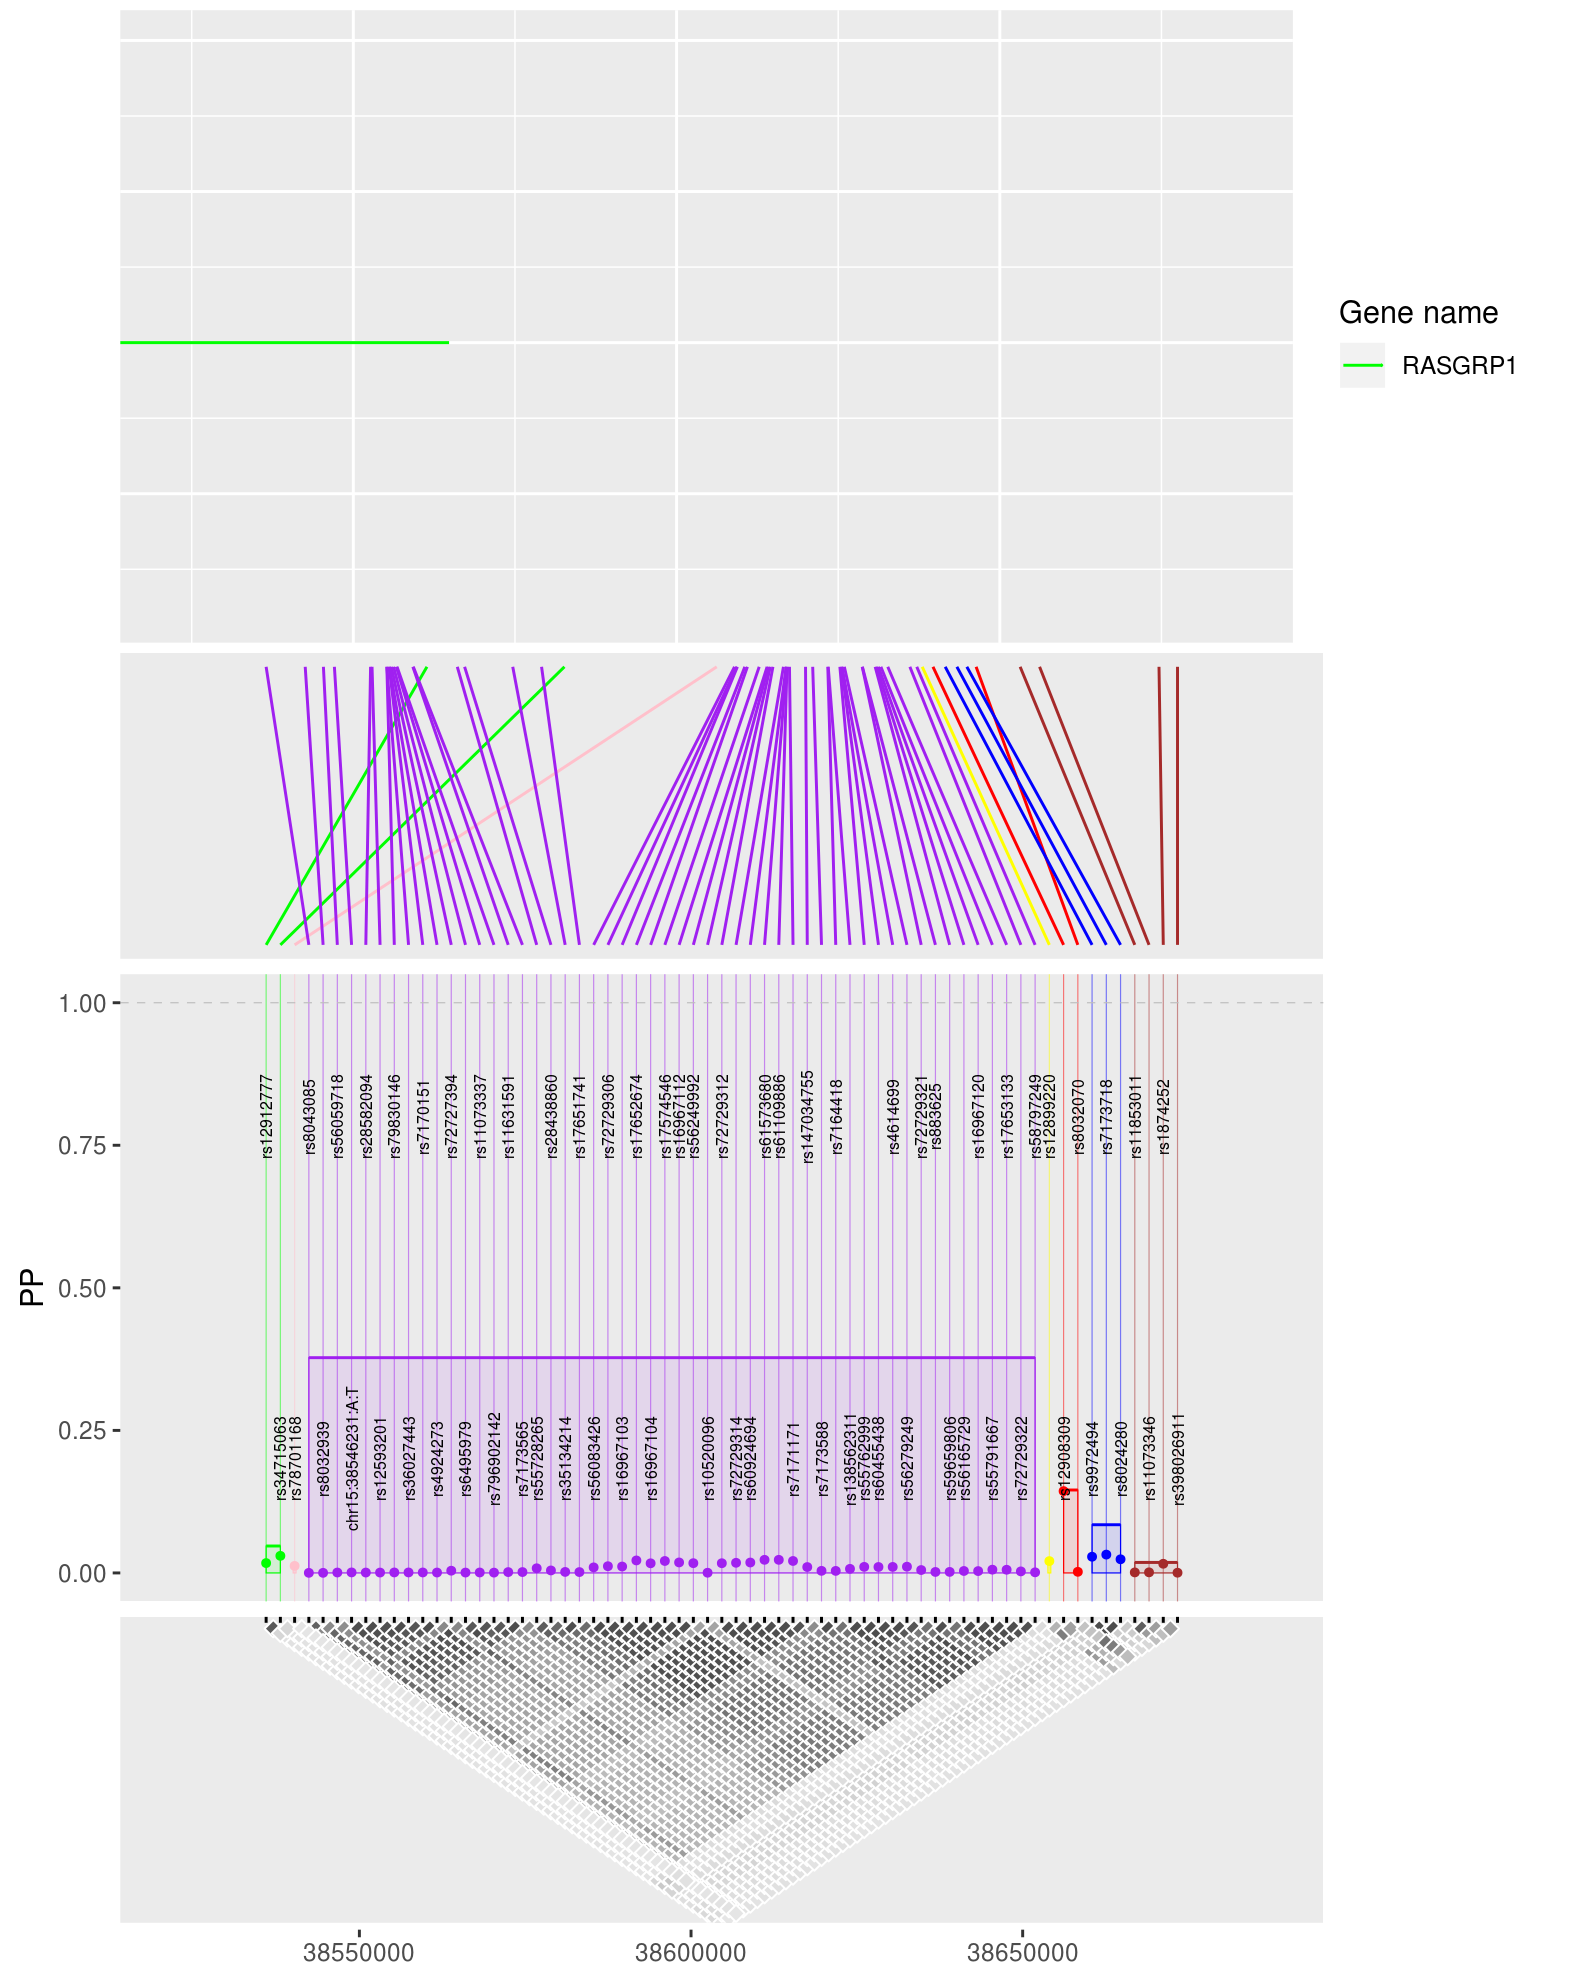 Gene name
RASGRP1
1.00
0.75
0.50
0.25
0.00
PP
rs12912777
rs8043085
rs56059718
rs28582094
rs79830146
rs7170151
rs72727394
rs11073337
rs11631591
rs28438860
rs17651741
rs72729306
rs17652674
rs17574546
rs16967112
rs56249992
rs72729312
rs61573680
rs61109886
rs147034755
rs7164418
rs4614699
rs72729321
rs883625
rs16967120
rs17653133
rs58797249
rs12899220
rs8032070
rs7173718
rs11853011
rs1874252
rs34715063
rs78701168
rs8032939
chr15:38546231:A:T
rs12593201
rs36027443
rs4924273
rs6495979
rs796902142
rs7173565
rs55728265
rs35134214
rs56083426
rs16967103
rs16967104
rs10520096
rs72729314
rs60924694
rs7171171
rs7173588
rs138562311
rs55762999
rs60455438
rs56279249
rs59659806
rs56165729
rs55791667
rs72729322
rs12908309
rs9972494
rs8024280
rs11073346
rs398026911
38550000
38600000
38650000